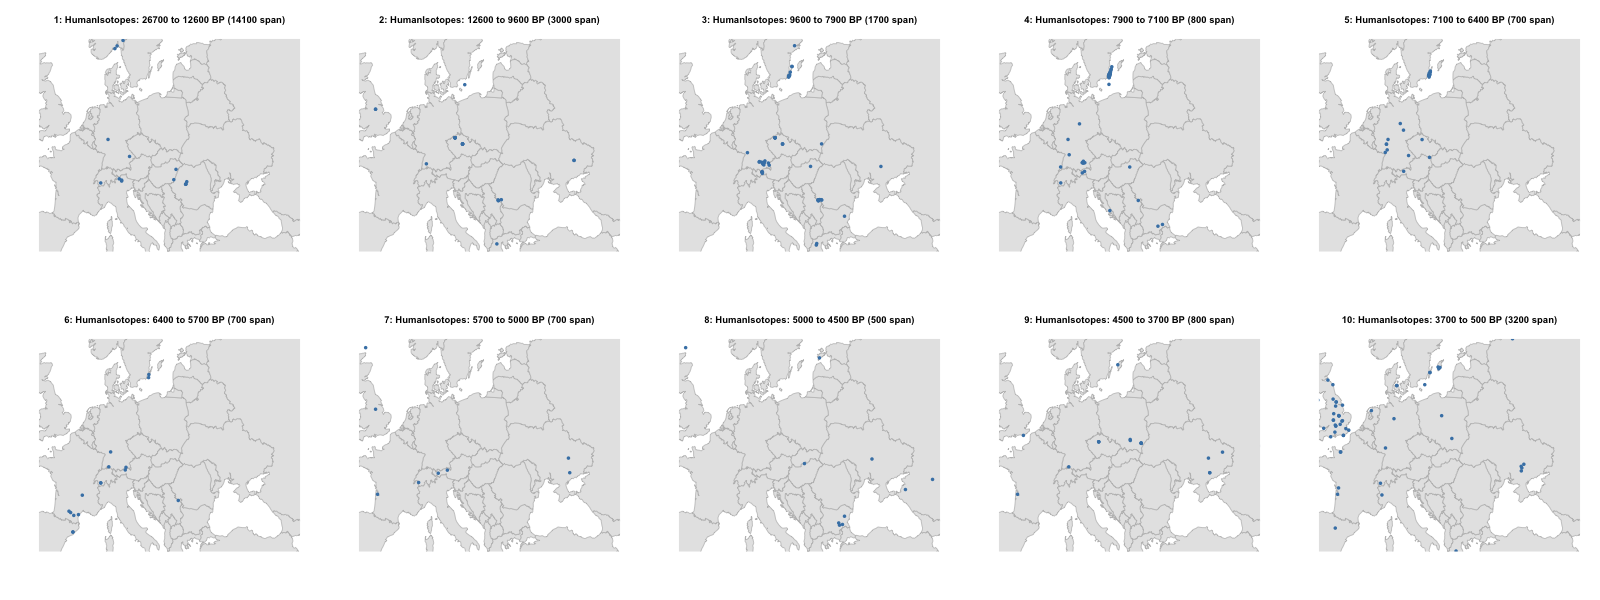 1: HumanIsotopes: 26700 to 12600 BP (14100 span)
2: HumanIsotopes: 12600 to 9600 BP (3000 span)
3: HumanIsotopes: 9600 to 7900 BP (1700 span)
4: HumanIsotopes: 7900 to 7100 BP (800 span)
5: HumanIsotopes: 7100 to 6400 BP (700 span)
6: HumanIsotopes: 6400 to 5700 BP (700 span)
7: HumanIsotopes: 5700 to 5000 BP (700 span)
8: HumanIsotopes: 5000 to 4500 BP (500 span)
9: HumanIsotopes: 4500 to 3700 BP (800 span)
10: HumanIsotopes: 3700 to 500 BP (3200 span)